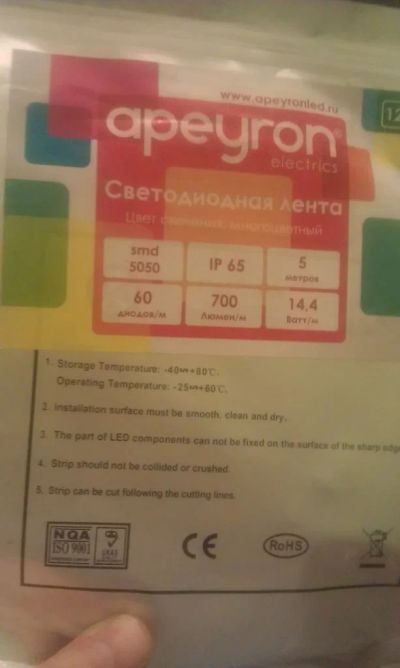 www.apeyronled.ru
12
apeyron®
electrics
Светодиодная лента
Цвет свечения: многоцветный
smd
5050
IP 65
5
метров
60
диодов/м
700
Люмен/м
14,4
Ватт/м
1. Storage Temperature: -40~+80℃,
Operating Temperature: -25~+60℃,
2. Installation surface must be smooth, clean and dry,
3. The part of LED components can not be fixed on the surface of the sharp edge
4. Strip should not be collided or crushed.
5. Strip can be cut following the cutting lines.
NQA
ISO 9001
UKAS
CE
RoHS